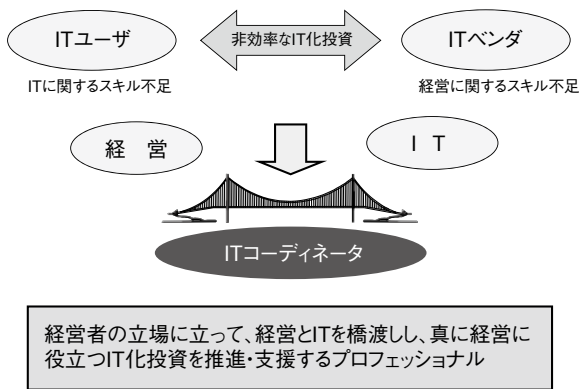 ITユーザ
非効率なIT化投資
ITベンダ
ITに関するスキル不足
経営に関するスキル不足
経　営
I　T
ITコーディネータ
経営者の立場に立って、経営とITを橋渡しし、真に経営に
役立つIT化投資を推進・支援するプロフェッショナル